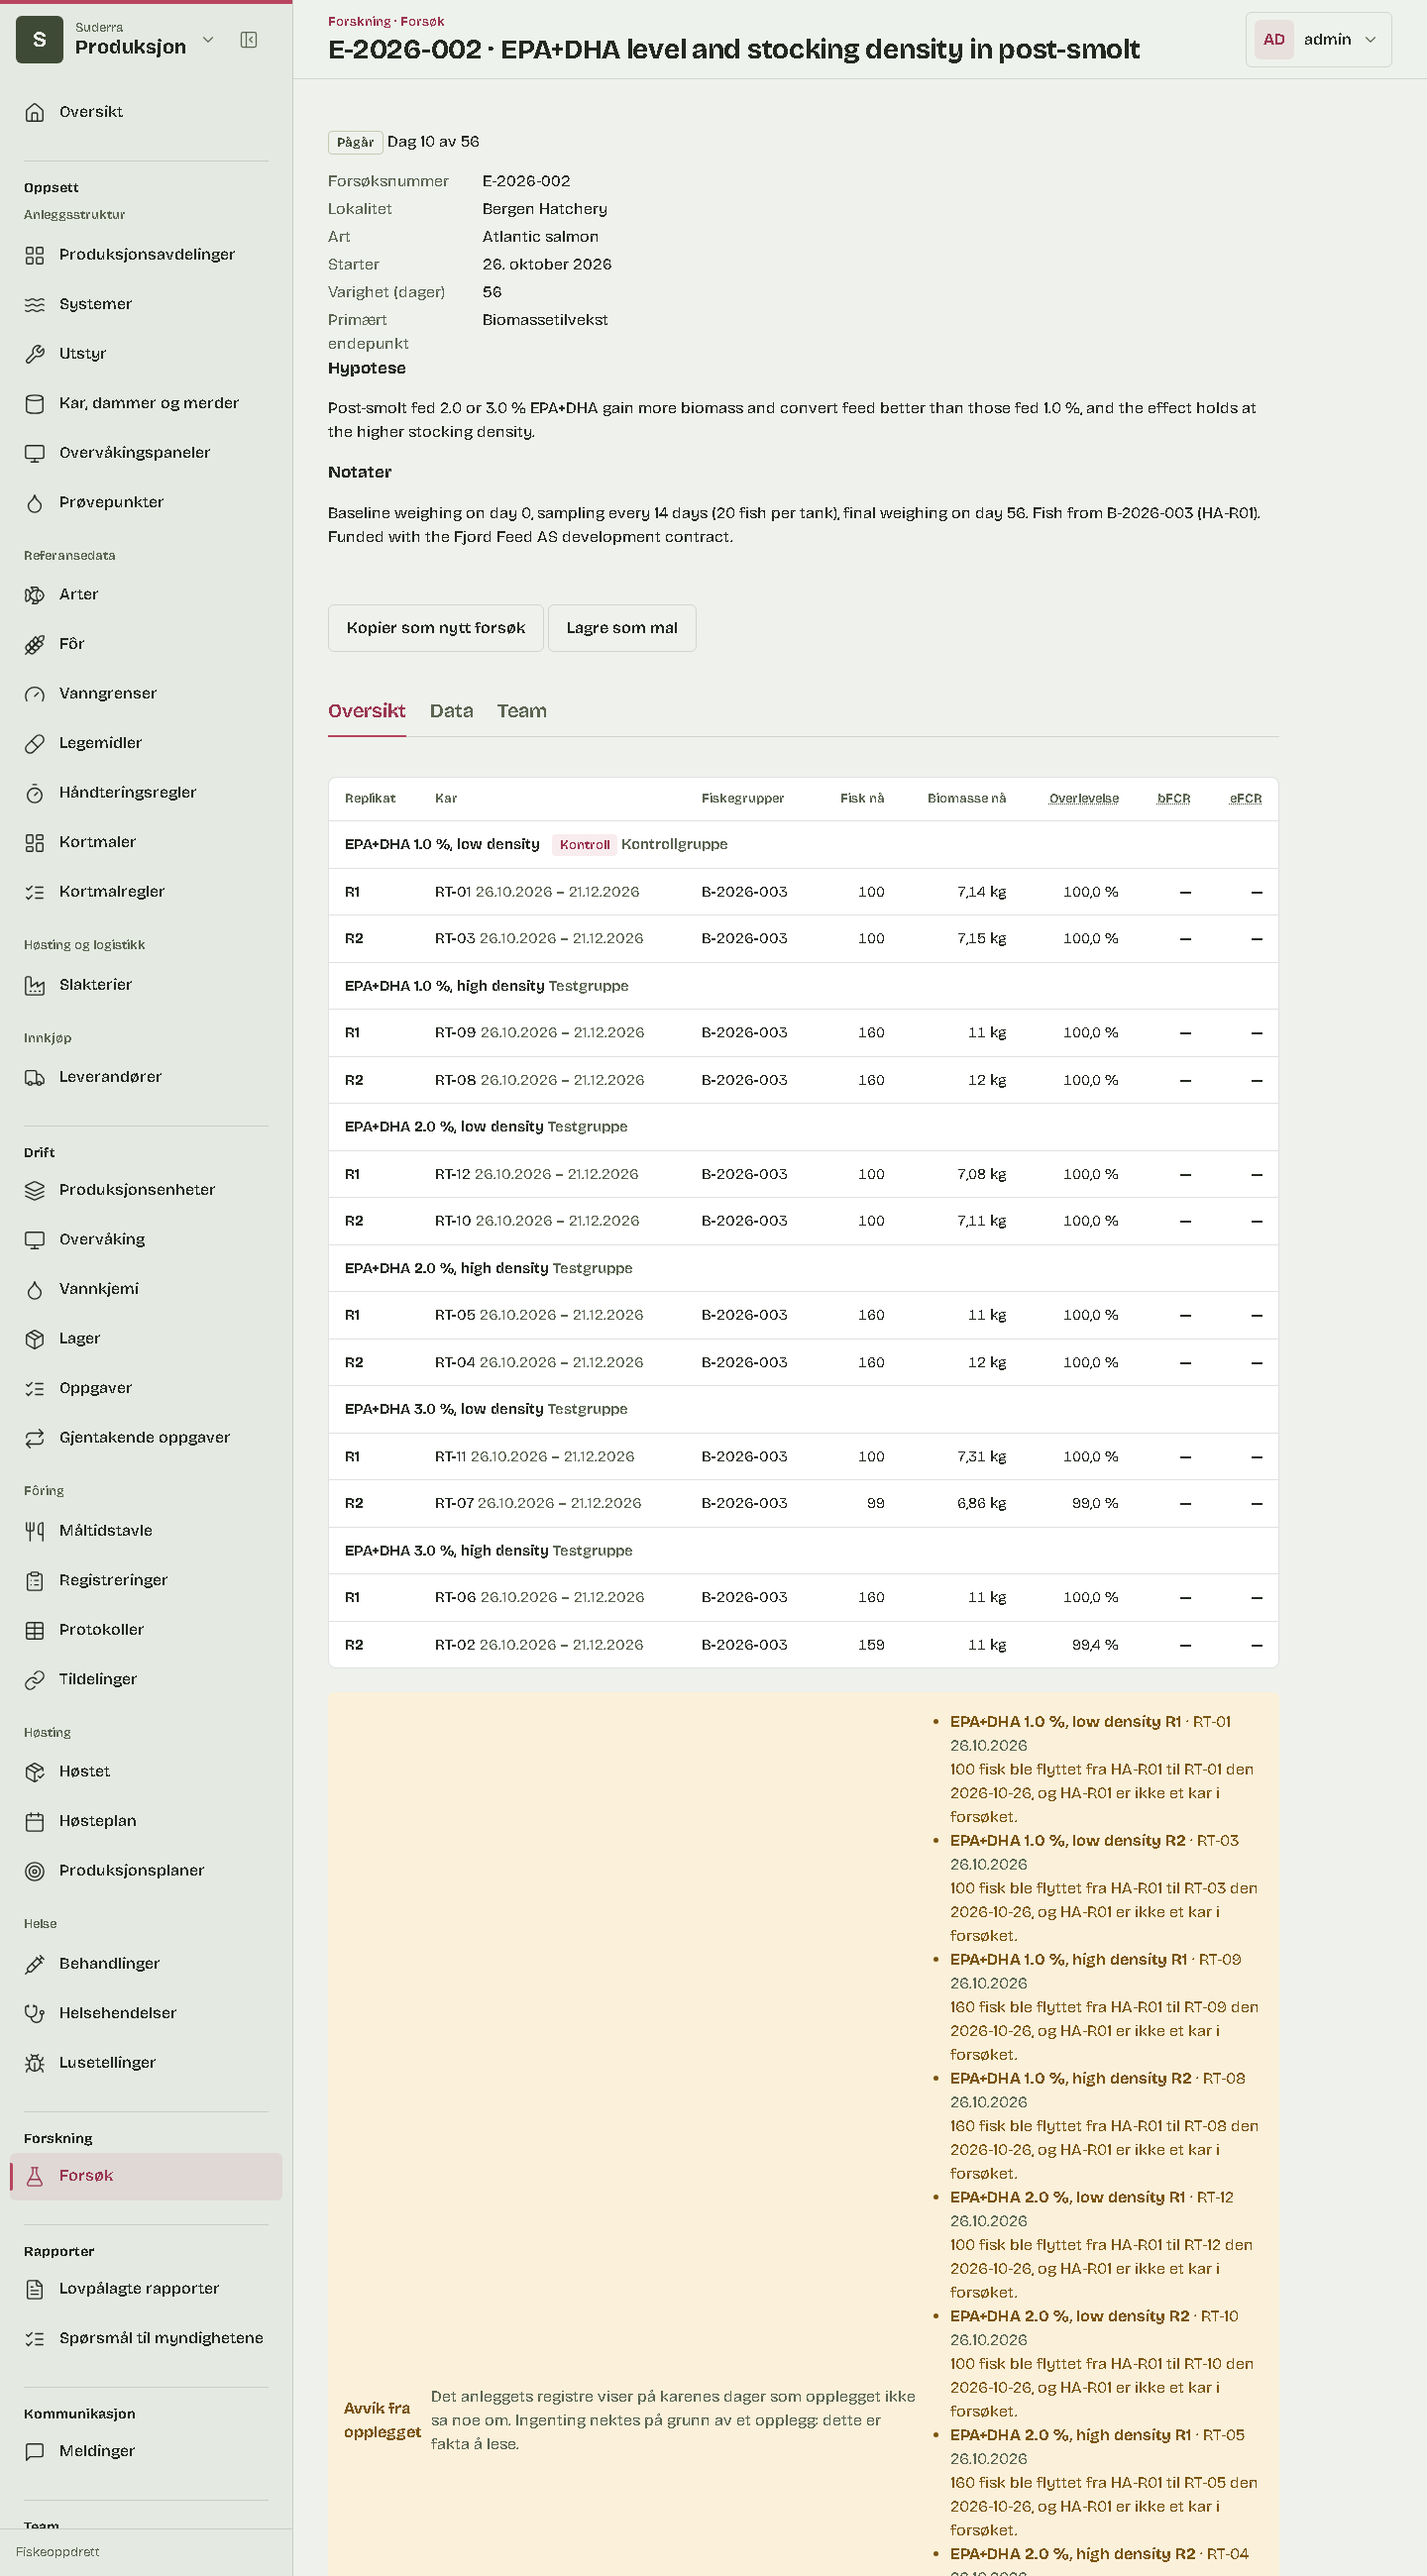 S
Suderra
Produksjon
Oversikt
Oppsett
Anleggsstruktur
Produksjonsavdelinger
Systemer
Utstyr
Kar, dammer og merder
Overvåkingspaneler
Prøvepunkter
Referansedata
Arter
Fôr
Vanngrenser
Legemidler
Håndteringsregler
Kortmaler
Kortmalregler
Høsting og logistikk
Slakterier
Innkjøp
Leverandører
Drift
Produksjonsenheter
Overvåking
Vannkjemi
Lager
Oppgaver
Gjentakende oppgaver
Fôring
Måltidstavle
Registreringer
Protokoller
Tildelinger
Høsting
Høstet
Høsteplan
Produksjonsplaner
Helse
Behandlinger
Helsehendelser
Lusetellinger
Forskning
Forsøk
Rapporter
Lovpålagte rapporter
Spørsmål til myndighetene
Kommunikasjon
Meldinger
Team
Fiskeoppdrett
Forskning · Forsøk
E-2026-002 · EPA+DHA level and stocking density in post-smolt
AD admin
Pågår Dag 10 av 56
Forsøksnummer E-2026-002
Lokalitet Bergen Hatchery
Art Atlantic salmon
Starter 26. oktober 2026
Varighet (dager) 56
Primært endepunkt Biomassetilvekst
Hypotese
Post-smolt fed 2.0 or 3.0 % EPA+DHA gain more biomass and convert feed better than those fed 1.0 %, and the effect holds at
the higher stocking density.
Notater
Baseline weighing on day 0, sampling every 14 days (20 fish per tank), final weighing on day 56. Fish from B-2026-003 (HA-R01).
Funded with the Fjord Feed AS development contract.
Kopier som nytt forsøk Lagre som mal
Oversikt Data Team
Replikat Kar Fiskegrupper Fisk nå Biomasse nå Overlevelse bFCR eFCR
EPA+DHA 1.0 %, low density Kontroll Kontrollgruppe
R1 RT-01 26.10.2026 – 21.12.2026 B-2026-003 100 7,14 kg 100,0 % — —
R2 RT-03 26.10.2026 – 21.12.2026 B-2026-003 100 7,15 kg 100,0 % — —
EPA+DHA 1.0 %, high density Testgruppe
R1 RT-09 26.10.2026 – 21.12.2026 B-2026-003 160 11 kg 100,0 % — —
R2 RT-08 26.10.2026 – 21.12.2026 B-2026-003 160 12 kg 100,0 % — —
EPA+DHA 2.0 %, low density Testgruppe
R1 RT-12 26.10.2026 – 21.12.2026 B-2026-003 100 7,08 kg 100,0 % — —
R2 RT-10 26.10.2026 – 21.12.2026 B-2026-003 100 7,11 kg 100,0 % — —
EPA+DHA 2.0 %, high density Testgruppe
R1 RT-05 26.10.2026 – 21.12.2026 B-2026-003 160 11 kg 100,0 % — —
R2 RT-04 26.10.2026 – 21.12.2026 B-2026-003 160 12 kg 100,0 % — —
EPA+DHA 3.0 %, low density Testgruppe
R1 RT-11 26.10.2026 – 21.12.2026 B-2026-003 100 7,31 kg 100,0 % — —
R2 RT-07 26.10.2026 – 21.12.2026 B-2026-003 99 6,86 kg 99,0 % — —
EPA+DHA 3.0 %, high density Testgruppe
R1 RT-06 26.10.2026 – 21.12.2026 B-2026-003 160 11 kg 100,0 % — —
R2 RT-02 26.10.2026 – 21.12.2026 B-2026-003 159 11 kg 99,4 % — —
Avvik fra
opplegget
Det anleggets registre viser på karenes dager som opplegget ikke
sa noe om. Ingenting nektes på grunn av et opplegg: dette er
fakta å lese.
• EPA+DHA 1.0 %, low density R1 · RT-01
26.10.2026
100 fisk ble flyttet fra HA-R01 til RT-01 den
2026-10-26, og HA-R01 er ikke et kar i
forsøket.
• EPA+DHA 1.0 %, low density R2 · RT-03
26.10.2026
100 fisk ble flyttet fra HA-R01 til RT-03 den
2026-10-26, og HA-R01 er ikke et kar i
forsøket.
• EPA+DHA 1.0 %, high density R1 · RT-09
26.10.2026
160 fisk ble flyttet fra HA-R01 til RT-09 den
2026-10-26, og HA-R01 er ikke et kar i
forsøket.
• EPA+DHA 1.0 %, high density R2 · RT-08
26.10.2026
160 fisk ble flyttet fra HA-R01 til RT-08 den
2026-10-26, og HA-R01 er ikke et kar i
forsøket.
• EPA+DHA 2.0 %, low density R1 · RT-12
26.10.2026
100 fisk ble flyttet fra HA-R01 til RT-12 den
2026-10-26, og HA-R01 er ikke et kar i
forsøket.
• EPA+DHA 2.0 %, low density R2 · RT-10
26.10.2026
100 fisk ble flyttet fra HA-R01 til RT-10 den
2026-10-26, og HA-R01 er ikke et kar i
forsøket.
• EPA+DHA 2.0 %, high density R1 · RT-05
26.10.2026
160 fisk ble flyttet fra HA-R01 til RT-05 den
2026-10-26, og HA-R01 er ikke et kar i
forsøket.
• EPA+DHA 2.0 %, high density R2 · RT-04